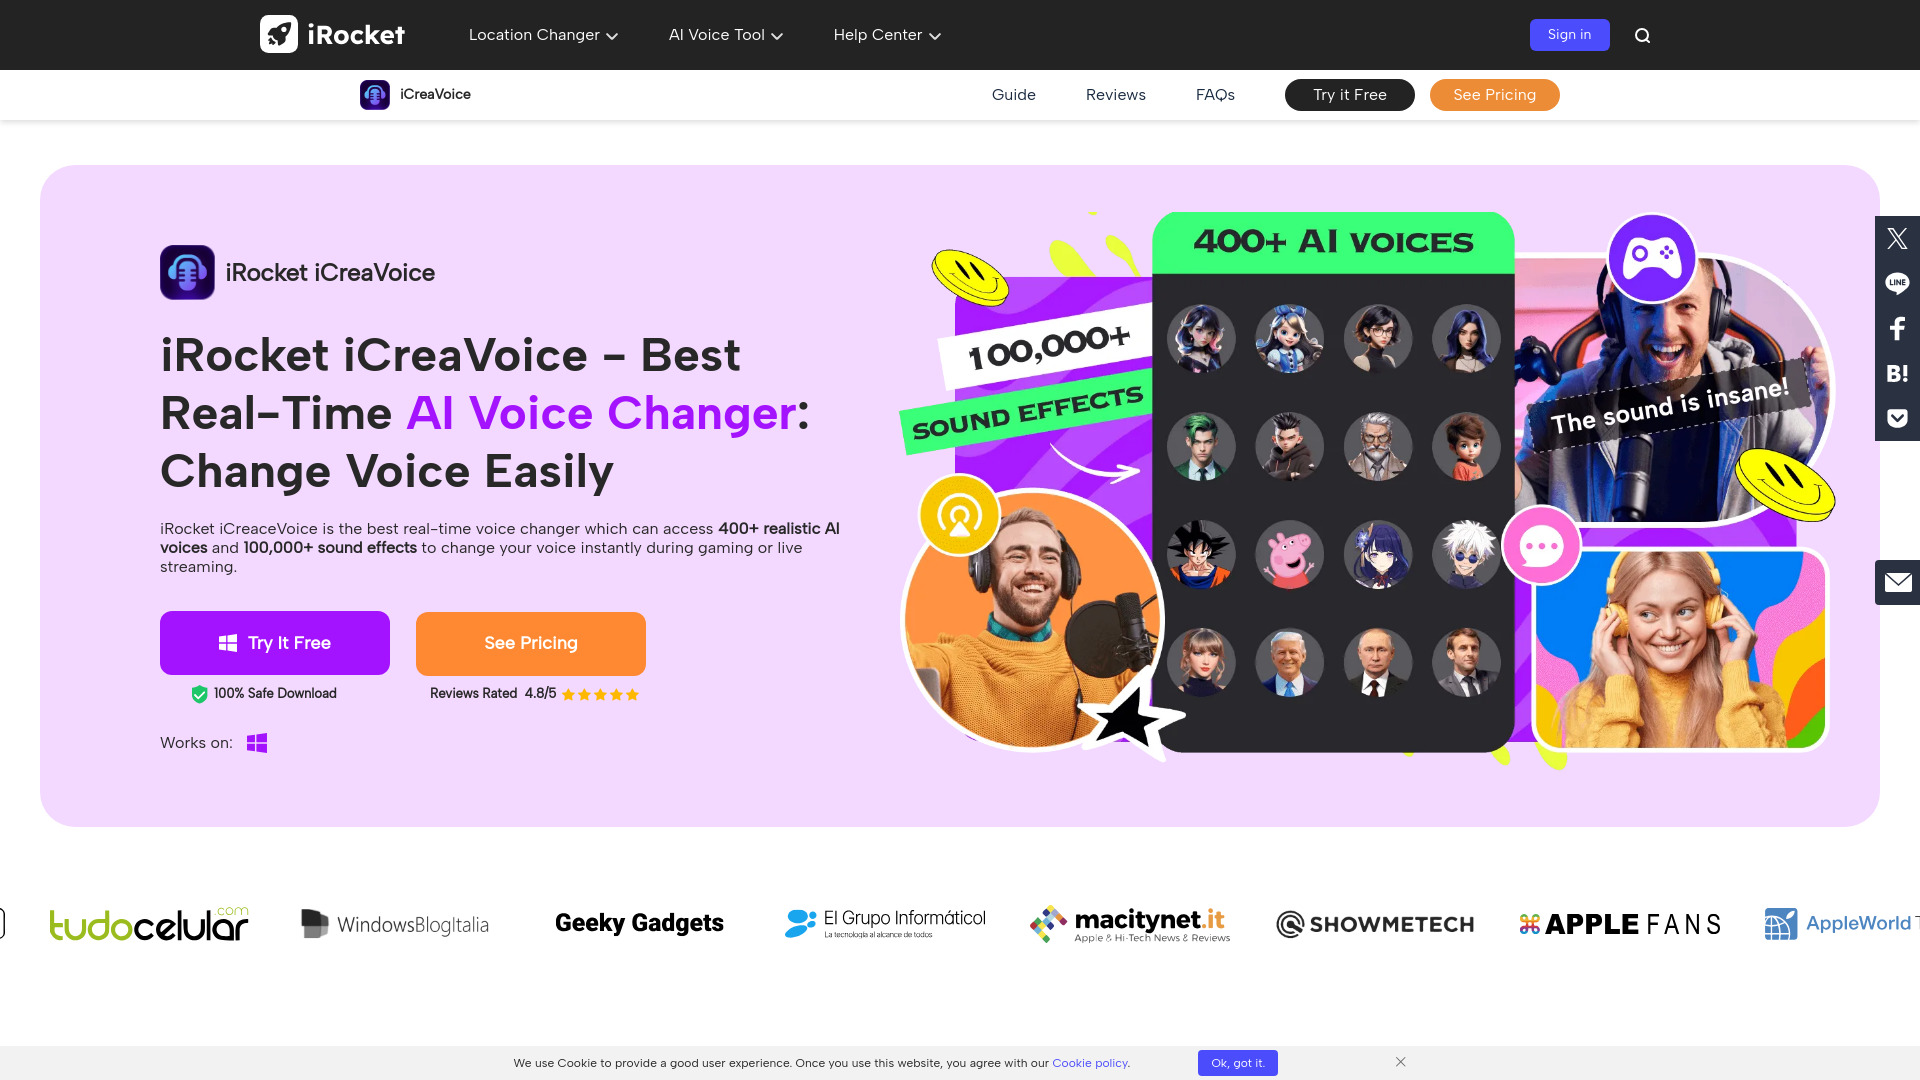 iRocket
Location Changer
AI Voice Tool
Help Center
Sign in
iCreaVoice
Guide
Reviews
FAQs
Try it Free
See Pricing
iRocket iCreaVoice
iRocket iCreaVoice - Best
Real-Time AI Voice Changer:
Change Voice Easily
iRocket iCreaceVoice is the best real-time voice changer which can access 400+ realistic AI
voices and 100,000+ sound effects to change your voice instantly during gaming or live
streaming.
Try It Free
See Pricing
100% Safe Download
Reviews Rated 4.8/5
Works on:
400+ AI VOICES
100,000+
SOUND EFFECTS
The sound is insane!
LINE
B!
tudocelular.com
WindowsBlogItalia
Geeky Gadgets
El Grupo Informáticol
La tecnología al alcance de todos
macitynet.it
Apple & Hi-Tech News & Reviews
SHOWMETECH
APPLE FANS
AppleWorld T
We use Cookie to provide a good user experience. Once you use this website, you agree with our Cookie policy.
Ok, got it.